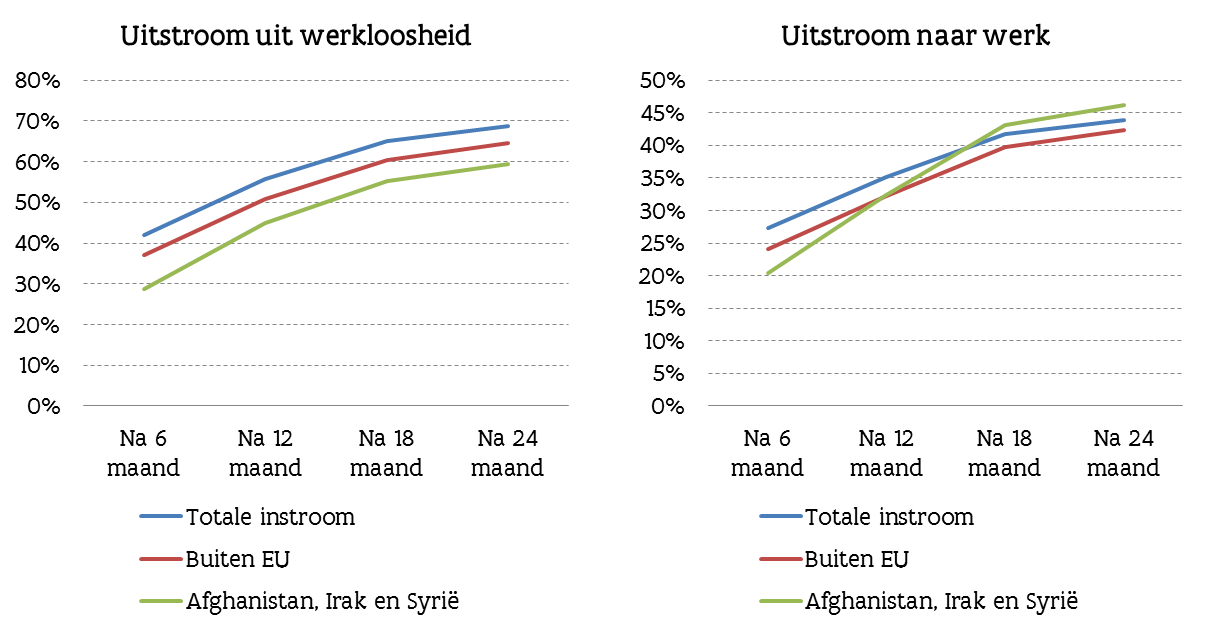 Uitstroom uit werkloosheid
80%
70%
60%
50%
40%
30%
20%
10%
0%
Na 6 maand
Na 12 maand
Na 18 maand
Na 24 maand
Totale instroom
Buiten EU
Afghanistan, Irak en Syrië
Uitstroom naar werk
50%
45%
40%
35%
30%
25%
20%
15%
10%
5%
0%
Na 6 maand
Na 12 maand
Na 18 maand
Na 24 maand
Totale instroom
Buiten EU
Afghanistan, Irak en Syrië